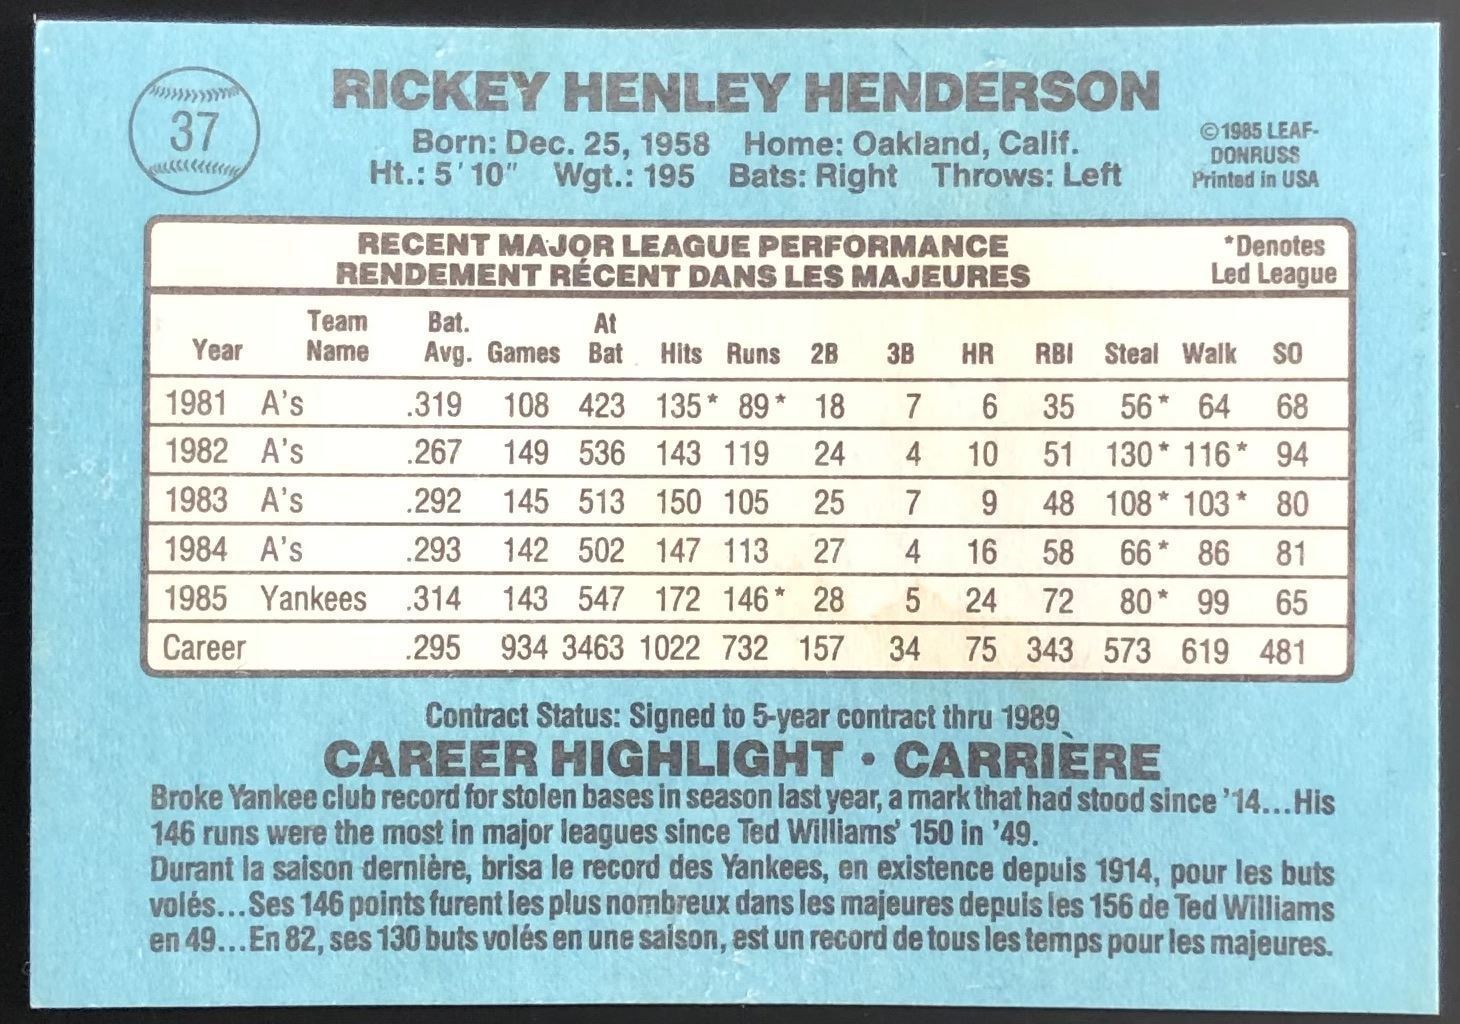 37
RICKEY HENLEY HENDERSON
Born: Dec. 25, 1958 Home: Oakland, Calif.
Ht.: 5'10" Wgt.: 195 Bats: Right Throws: Left
©1985 LEAF-
DONRUSS
Printed in USA
RECENT MAJOR LEAGUE PERFORMANCE
RENDEMENT RÉCENT DANS LES MAJEURES
*Denotes
Led League
Year Team Name Bat. Avg. Games At Bat Hits Runs 2B 3B HR RBI Steal Walk SO
1981 A's .319 108 423 135* 89* 18 7 6 35 56* 64 68
1982 A's .267 149 536 143 119 24 4 10 51 130* 116* 94
1983 A's .292 145 513 150 105 25 7 9 48 108* 103* 80
1984 A's .293 142 502 147 113 27 4 16 58 66* 86 81
1985 Yankees .314 143 547 172 146* 28 5 24 72 80* 99 65
Career .295 934 3463 1022 732 157 34 75 343 573 619 481
Contract Status: Signed to 5-year contract thru 1989
CAREER HIGHLIGHT • CARRIÈRE
Broke Yankee club record for stolen bases in season last year, a mark that had stood since '14...His
146 runs were the most in major leagues since Ted Williams' 150 in '49.
Durant la saison dernière, brisa le record des Yankees, en existence depuis 1914, pour les buts
volés...Ses 146 points furent les plus nombreux dans les majeures depuis les 156 de Ted Williams
en 49...En 82, ses 130 buts volés en une saison, est un record de tous les temps pour les majeures.